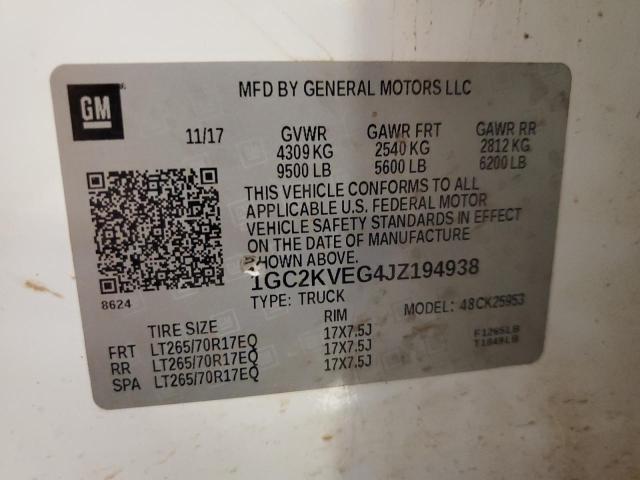 GM
MFD BY GENERAL MOTORS LLC
11/17 GVWR GAWR FRT GAWR RR
4309 KG 2540 KG 2812 KG
9500 LB 5600 LB 6200 LB
THIS VEHICLE CONFORMS TO ALL
APPLICABLE U.S. FEDERAL MOTOR
VEHICLE SAFETY STANDARDS IN EFFECT
ON THE DATE OF MANUFACTURE
SHOWN ABOVE.
1GC2KVEG4JZ194938
8624
TYPE: TRUCK MODEL: 48CK25953
TIRE SIZE RIM
FRT LT265/70R17EQ 17X7.5J F1265LB
RR LT265/70R17EQ 17X7.5J T1849LB
SPA LT265/70R17EQ 17X7.5J